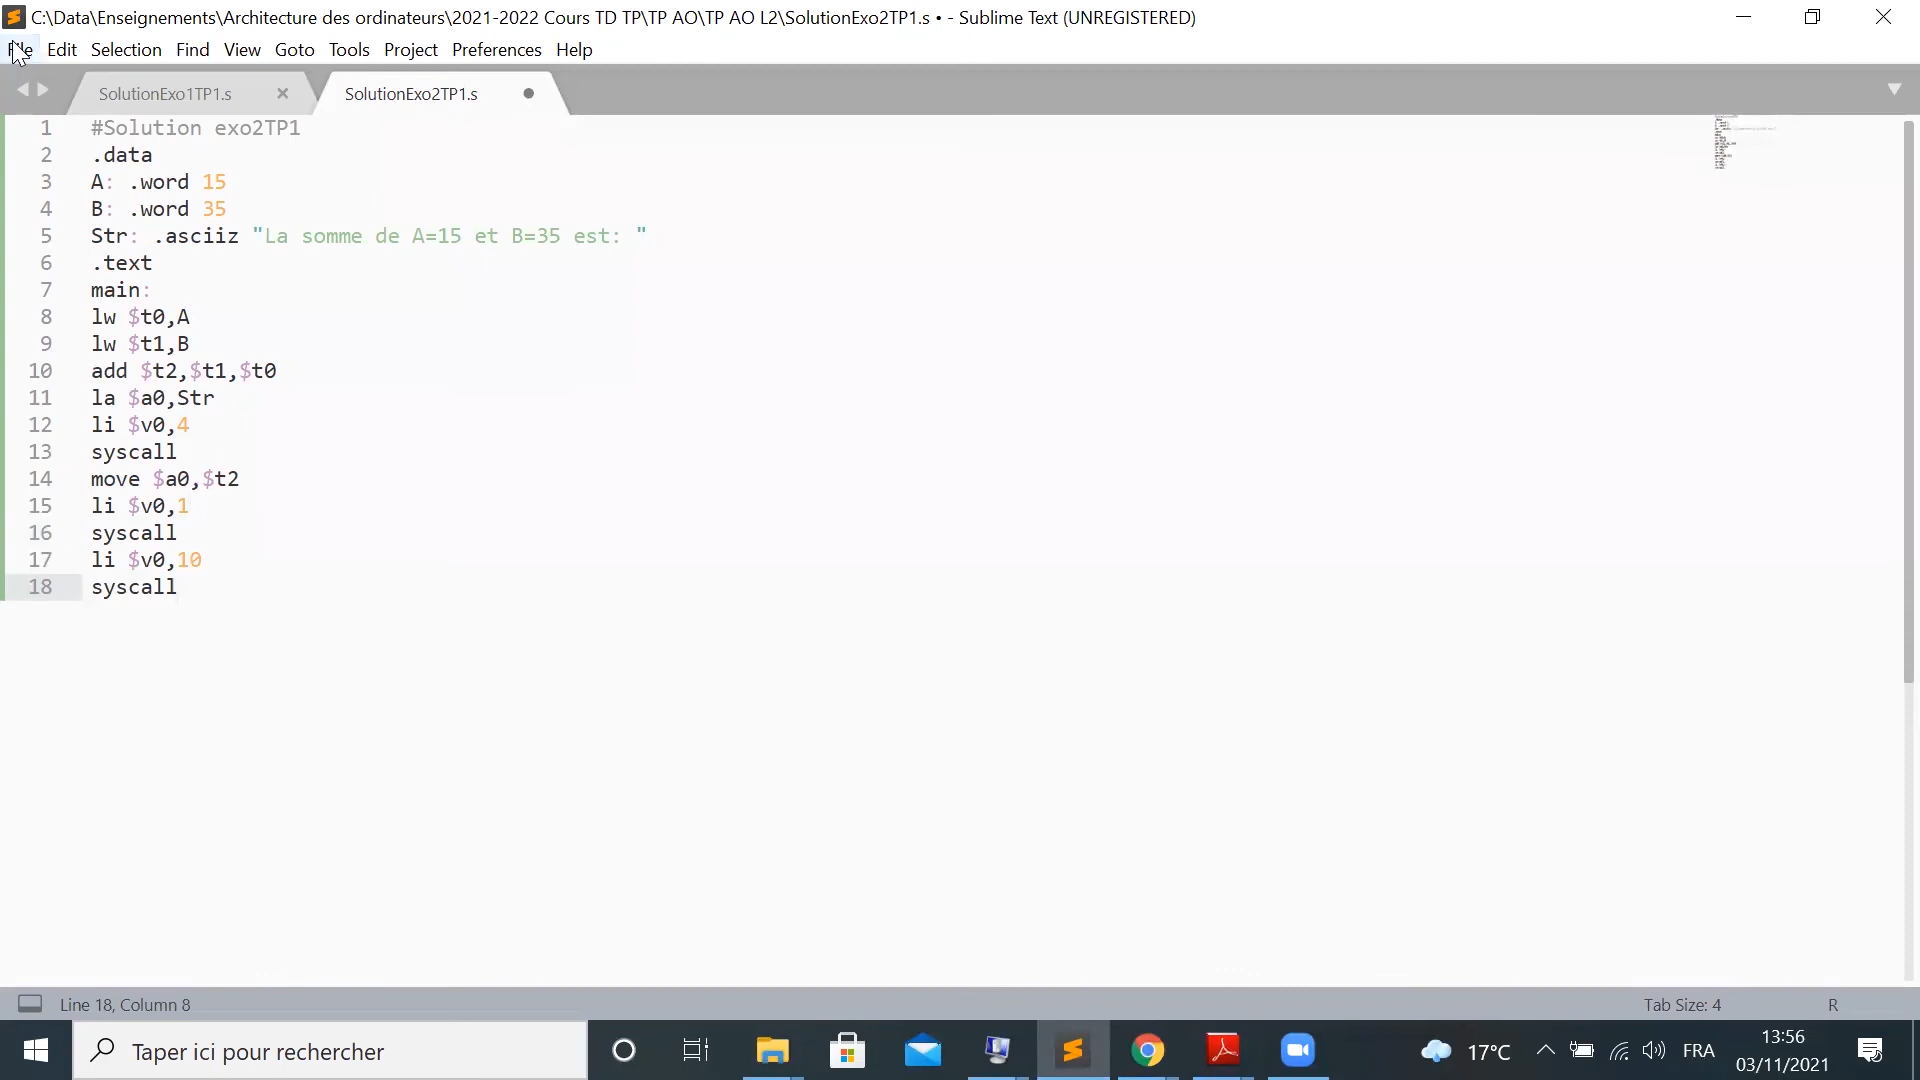 C:\Data\Enseignements\Architecture des ordinateurs\2021-2022 Cours TD TP\TP AO\TP AO L2\SolutionExo2TP1.s • - Sublime Text (UNREGISTERED)
File Edit Selection Find View Goto Tools Project Preferences Help
SolutionExo1TP1.s SolutionExo2TP1.s
1 #Solution exo2TP1
2 .data
3 A: .word 15
4 B: .word 35
5 Str: .asciiz "La somme de A=15 et B=35 est: "
6 .text
7 main:
8 lw $t0,A
9 lw $t1,B
10 add $t2,$t1,$t0
11 la $a0,Str
12 li $v0,4
13 syscall
14 move $a0,$t2
15 li $v0,1
16 syscall
17 li $v0,10
18 syscall
Line 18, Column 8 Tab Size: 4 R
Taper ici pour rechercher 17°C FRA 13:56
03/11/2021